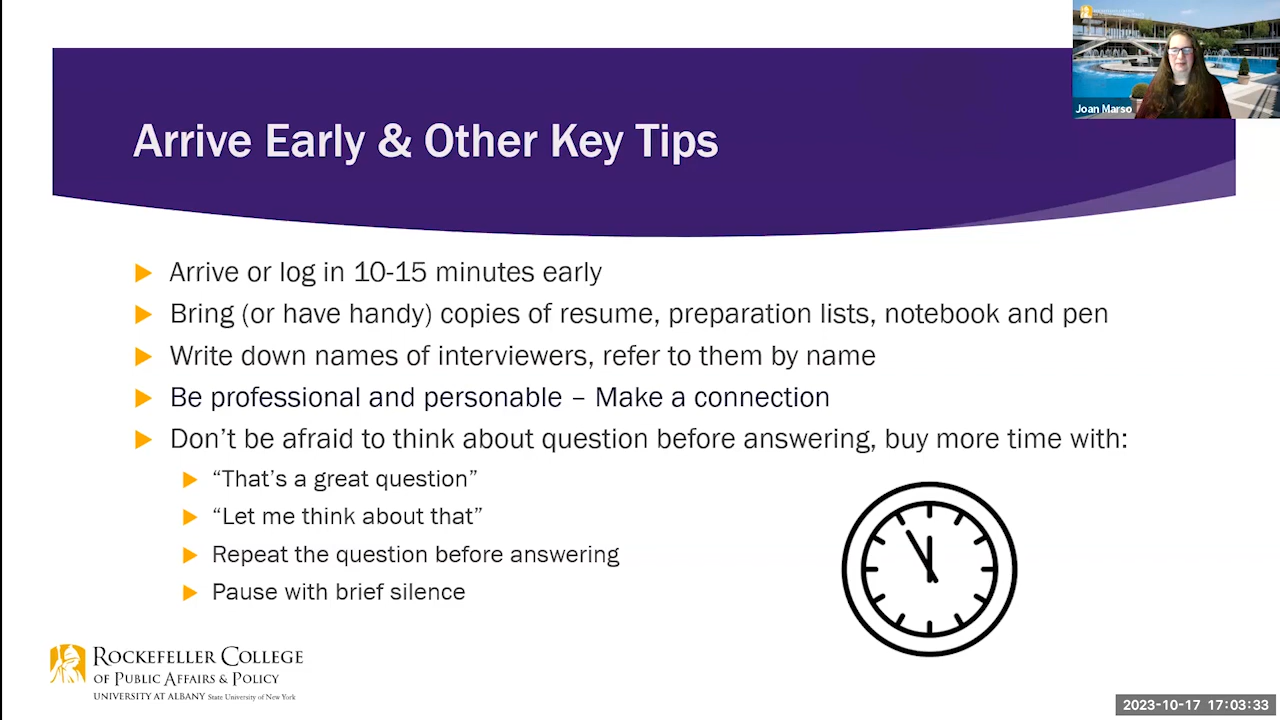 Joan Marso
Arrive Early & Other Key Tips
Arrive or log in 10-15 minutes early
Bring (or have handy) copies of resume, preparation lists, notebook and pen
Write down names of interviewers, refer to them by name
Be professional and personable – Make a connection
Don’t be afraid to think about question before answering, buy more time with:
“That’s a great question”
“Let me think about that”
Repeat the question before answering
Pause with brief silence
ROCKEFELLER COLLEGE
OF PUBLIC AFFAIRS & POLICY
UNIVERSITY AT ALBANY State University of New York
2023-10-17 17:03:33